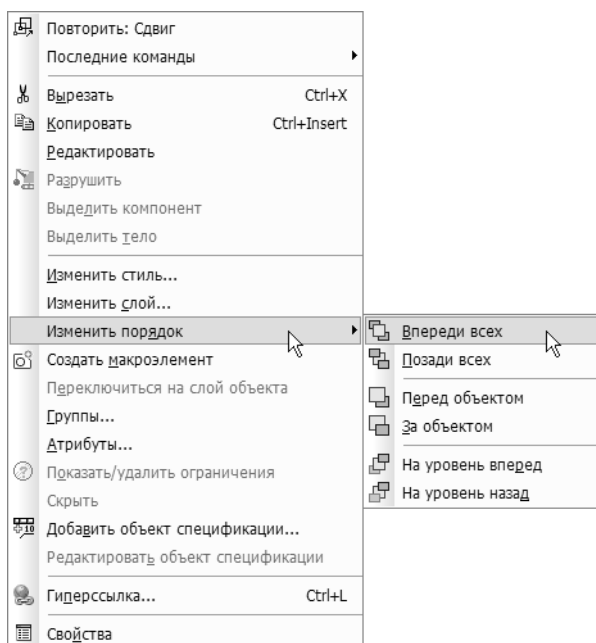 Повторить: Сдвиг
Последние команды
Вырезать Ctrl+X
Копировать Ctrl+Insert
Редактировать
Разрушить
Выделить компонент
Выделить тело
Изменить стиль...
Изменить слой...
Изменить порядок
Впереди всех
Создать макроэлемент
Позади всех
Переключиться на слой объекта
Перед объектом
Группы...
За объектом
Атрибуты...
Показать/удалить ограничения
На уровень вперед
Скрыть
На уровень назад
Добавить объект спецификации...
Редактировать объект спецификации
Гиперссылка... Ctrl+L
Свойства